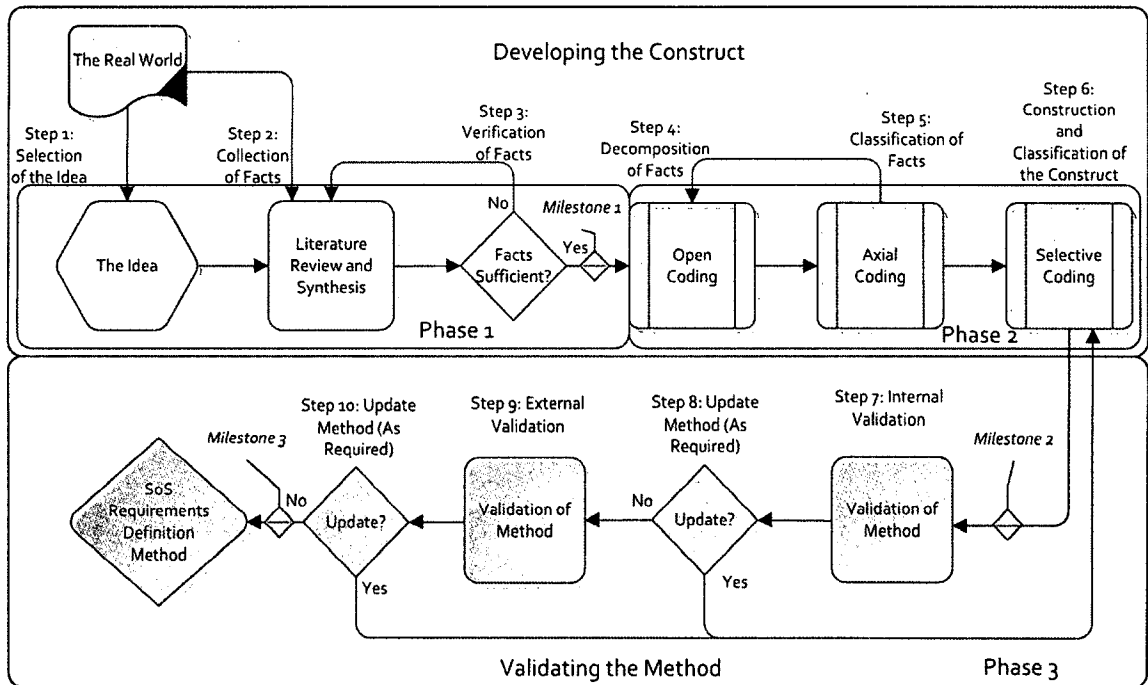 Developing the Construct
The Real World
Step 1:
Selection
of the Idea
Step 2:
Collection
of Facts
Step 3:
Verification
of Facts
Step 4:
Decomposition
of Facts
Step 5:
Classification of
Facts
Step 6:
Construction
and
Classification of
the Construct
The Idea
Literature
Review and
Synthesis
No
Facts
Sufficient?
Milestone 1
Yes
Open
Coding
Axial
Coding
Selective
Coding
Phase 1
Phase 2
Milestone 2
Step 7: Internal
Validation
Validation of
Method
Step 8: Update
Method (As
Required)
Update?
No
Yes
Step 9: External
Validation
Validation of
Method
Step 10: Update
Method (As
Required)
Update?
No
Yes
Milestone 3
SoS
Requirements
Definition
Method
Validating the Method
Phase 3